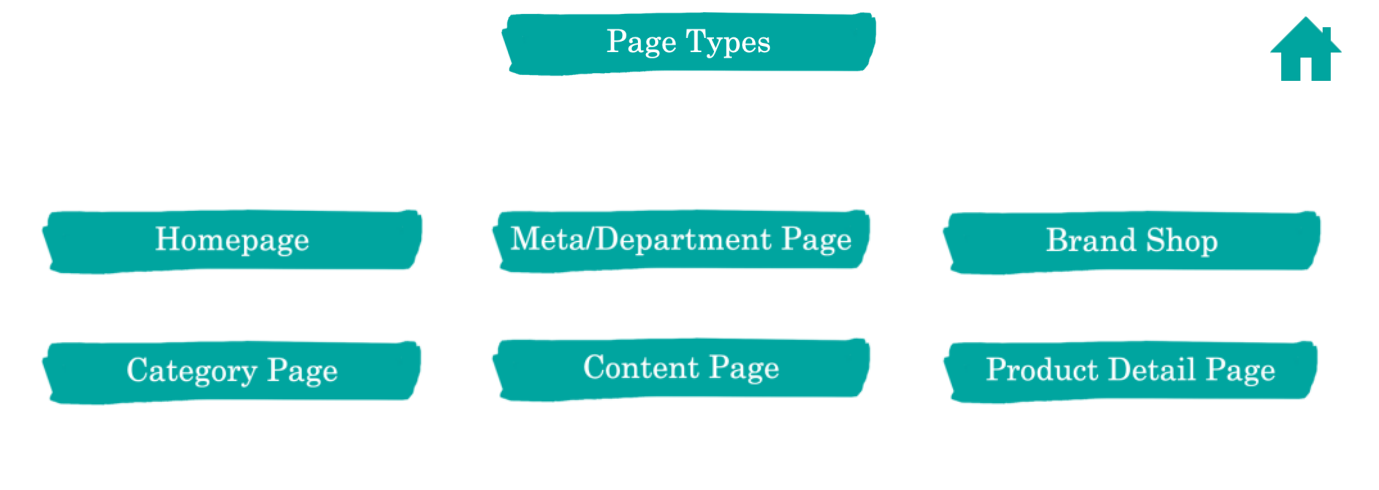 Page Types
Homepage
Meta/Department Page
Brand Shop
Category Page
Content Page
Product Detail Page